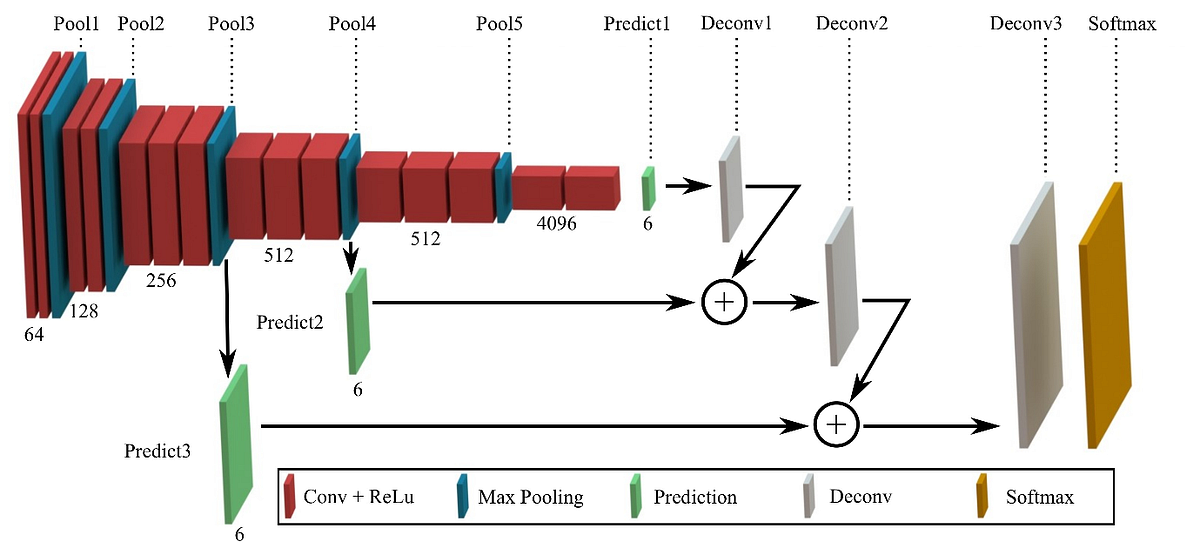 Pool1 Pool2 Pool3 Pool4 Pool5 Predict1 Deconv1 Deconv2 Deconv3 Softmax
64
128
256
512
512
4096
6
+
Predict2
6
+
Predict3
6
Conv + ReLu Max Pooling Prediction Deconv Softmax